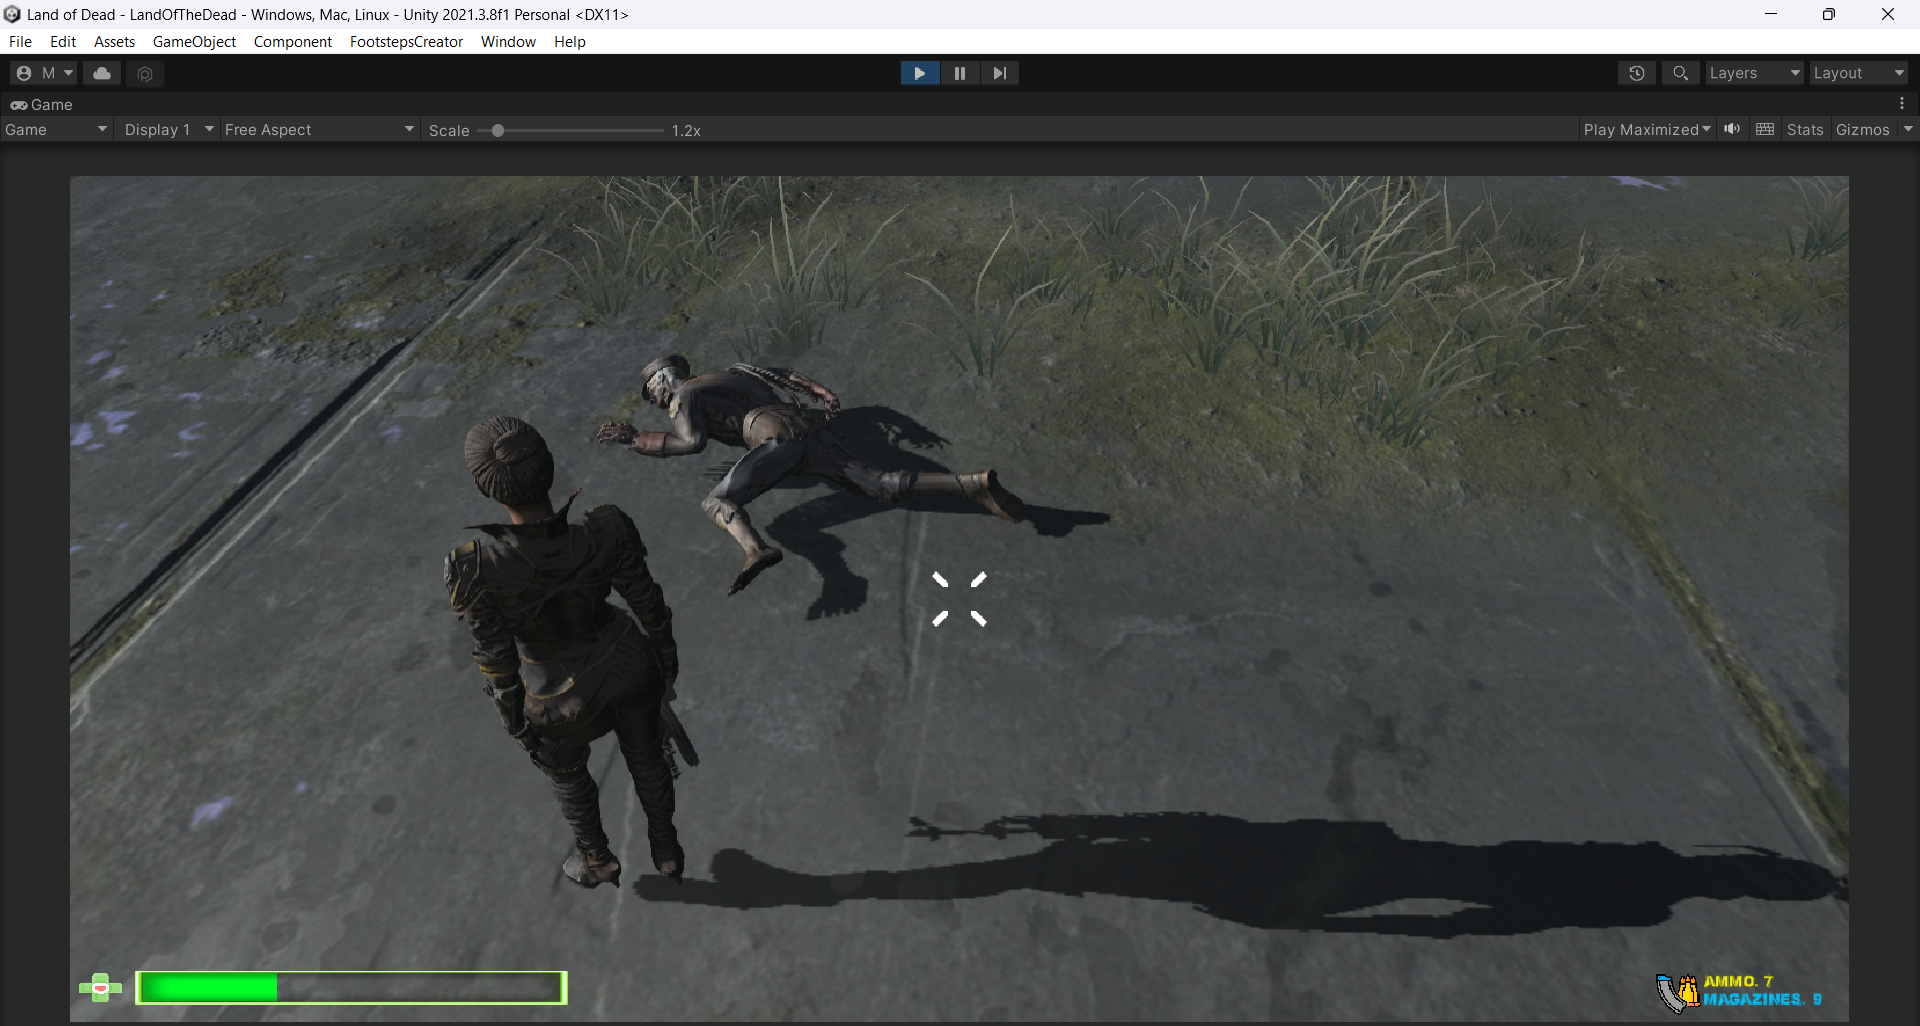 Land of Dead - LandOfTheDead - Windows, Mac, Linux - Unity 2021.3.8f1 Personal <DX11>
File Edit Assets GameObject Component FootstepsCreator Window Help
M Layers Layout
Game
Game Display 1 Free Aspect Scale 1.2x Play Maximized Stats Gizmos
AMMO. 7
MAGAZINES. 9